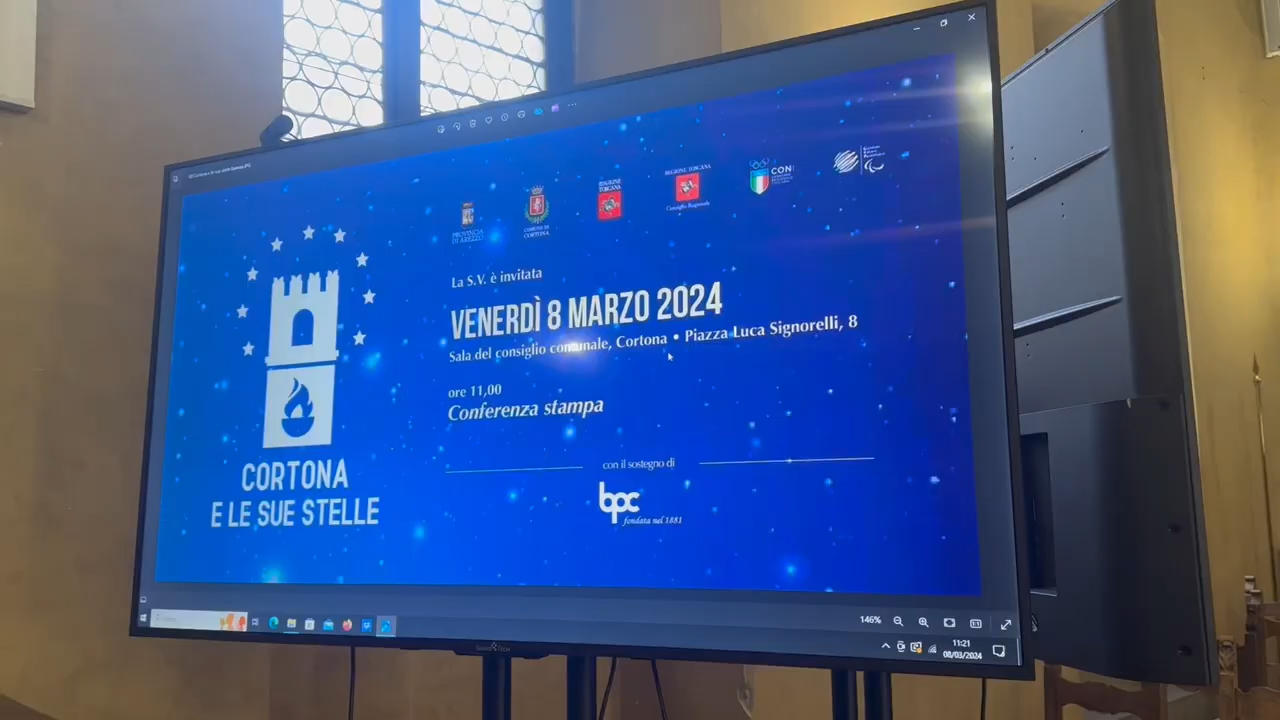 PROVINCIA
DI AREZZO
COMUNE DI
CORTONA
REGIONE
TOSCANA
REGIONE TOSCANA
Consiglio Regionale
CONI
La S.V. è invitata
VENERDÌ 8 MARZO 2024
Sala del consiglio comunale, Cortona • Piazza Luca Signorelli, 8
ore 11,00
Conferenza stampa
con il sostegno di
bpc
fondata nel 1881
CORTONA
E LE SUE STELLE
146%
11:21
08/03/2024